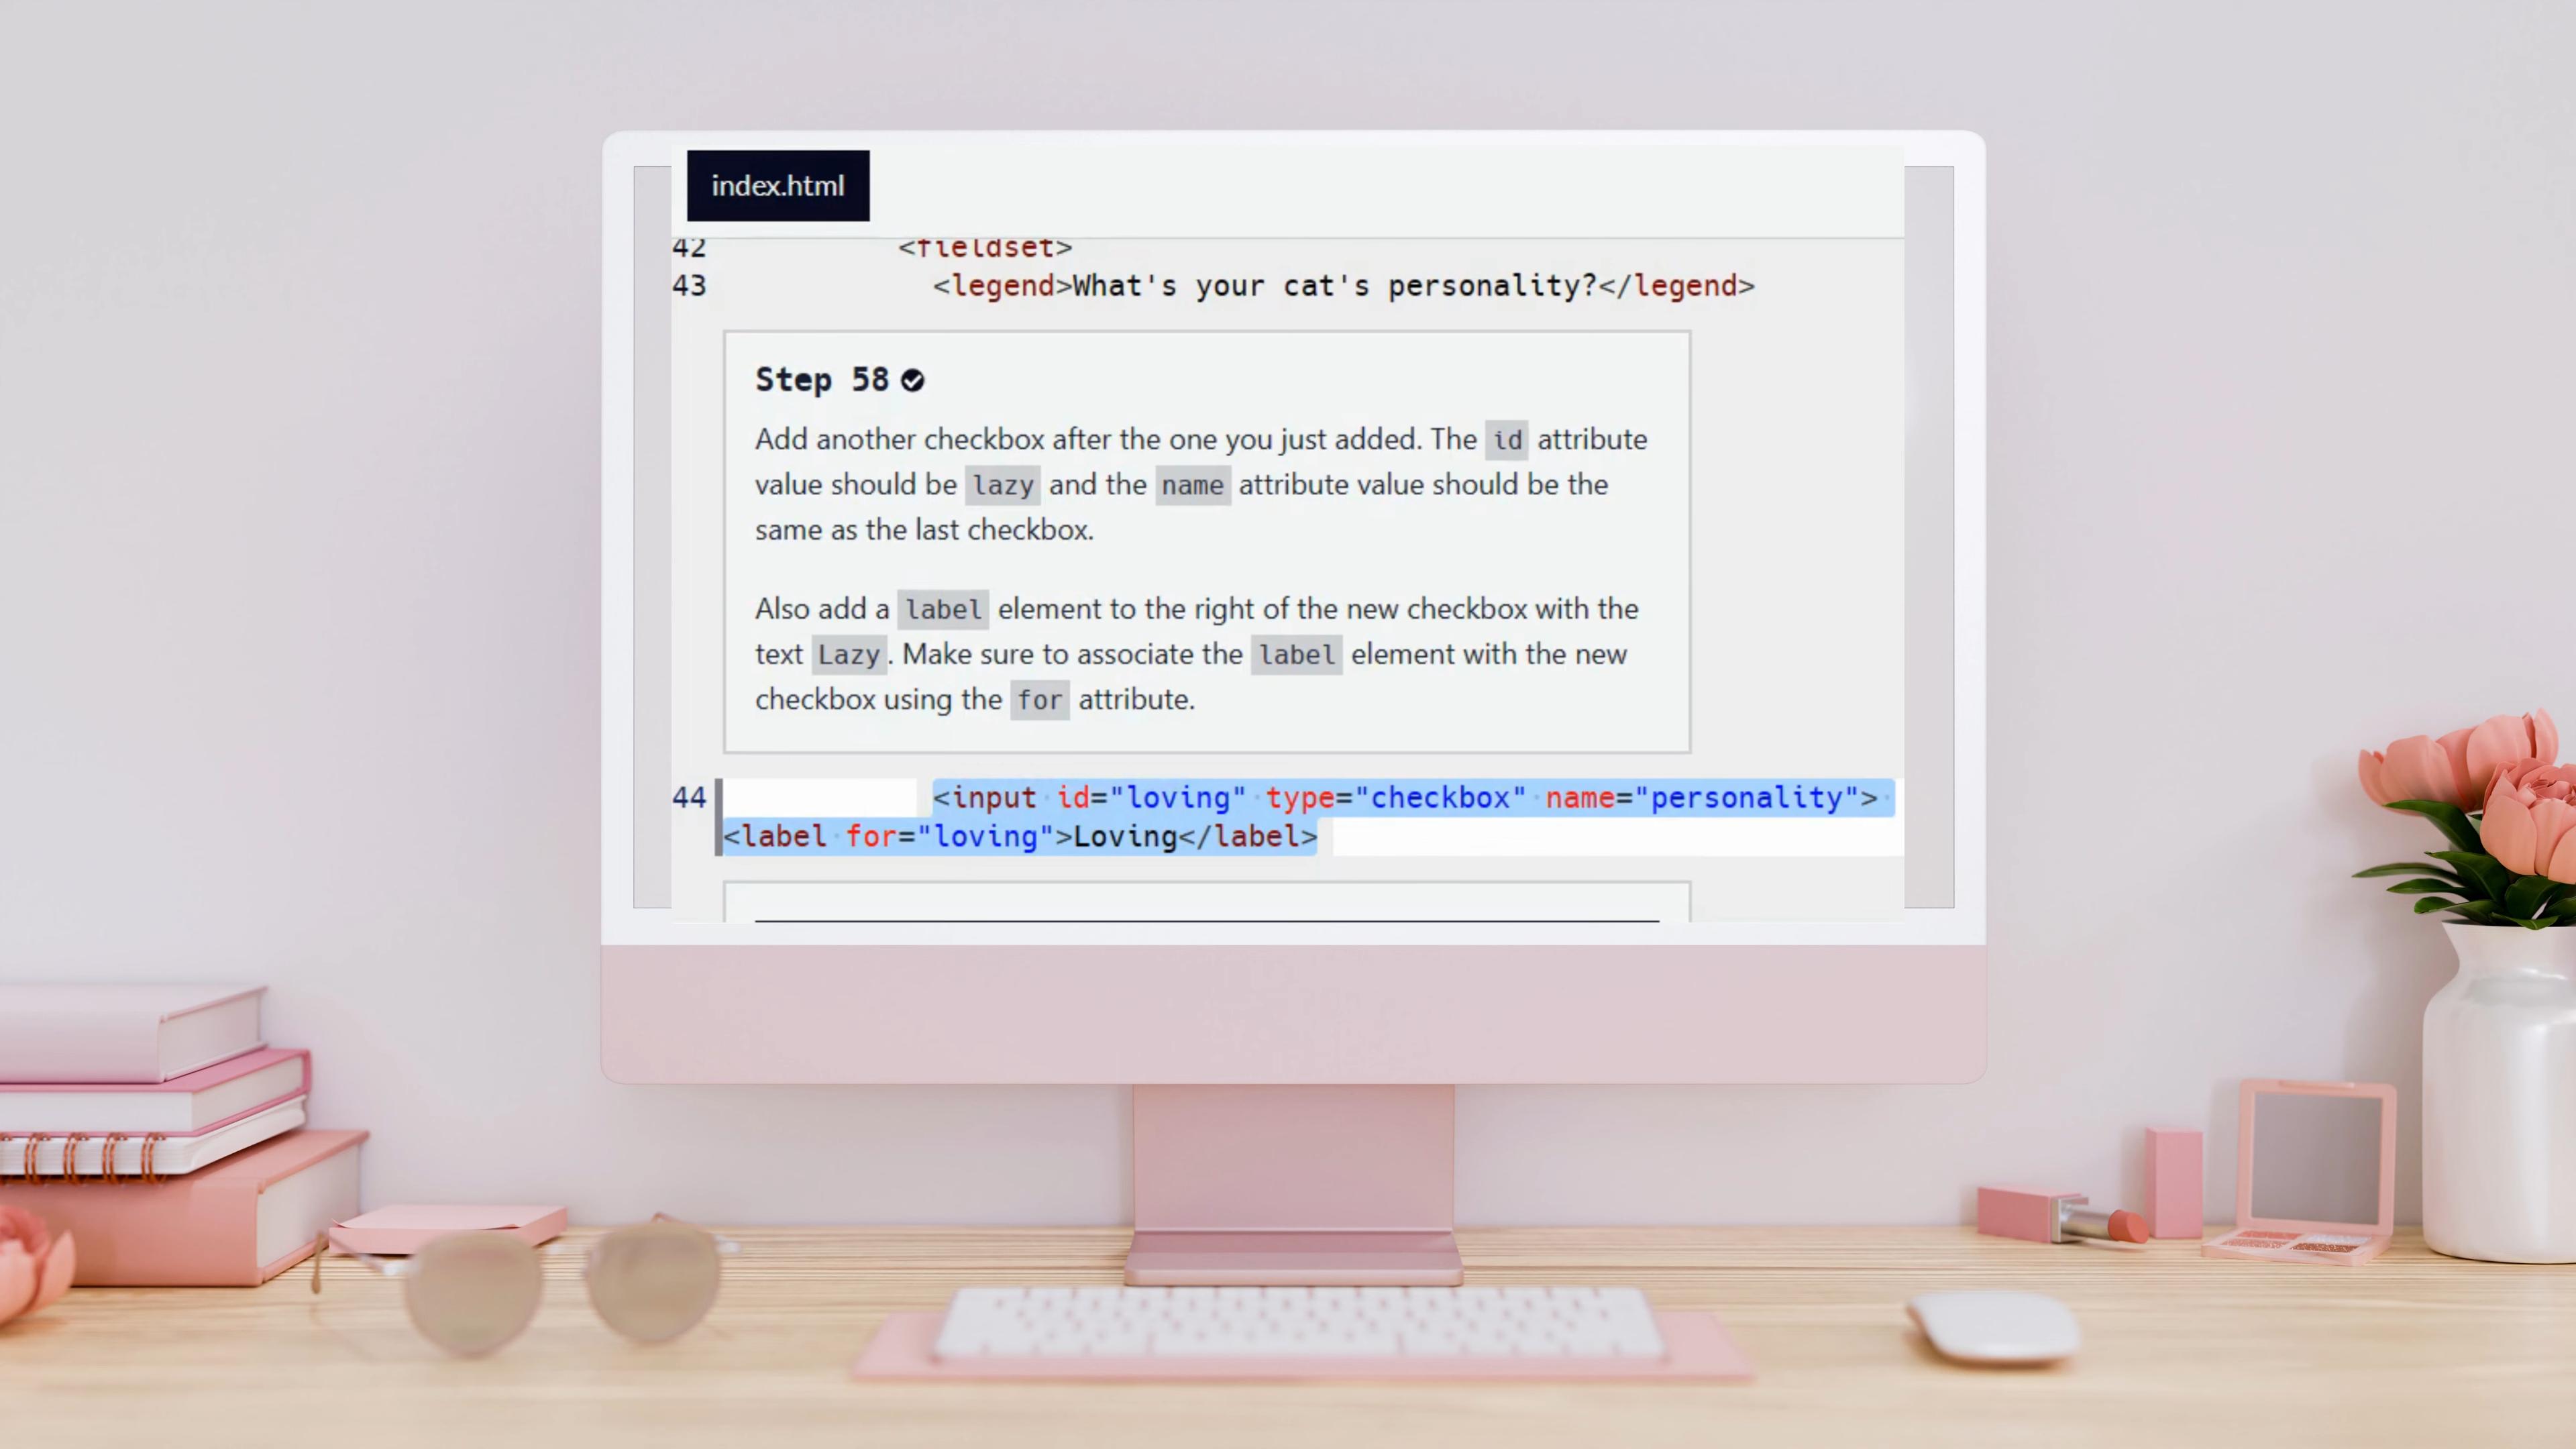 index.html
42 <fieldset>
43 <legend>What's your cat's personality?</legend>
Step 58
Add another checkbox after the one you just added. The id attribute
value should be lazy and the name attribute value should be the
same as the last checkbox.
Also add a label element to the right of the new checkbox with the
text Lazy. Make sure to associate the label element with the new
checkbox using the for attribute.
44 <input id="loving" type="checkbox" name="personality">
<label for="loving">Loving</label>